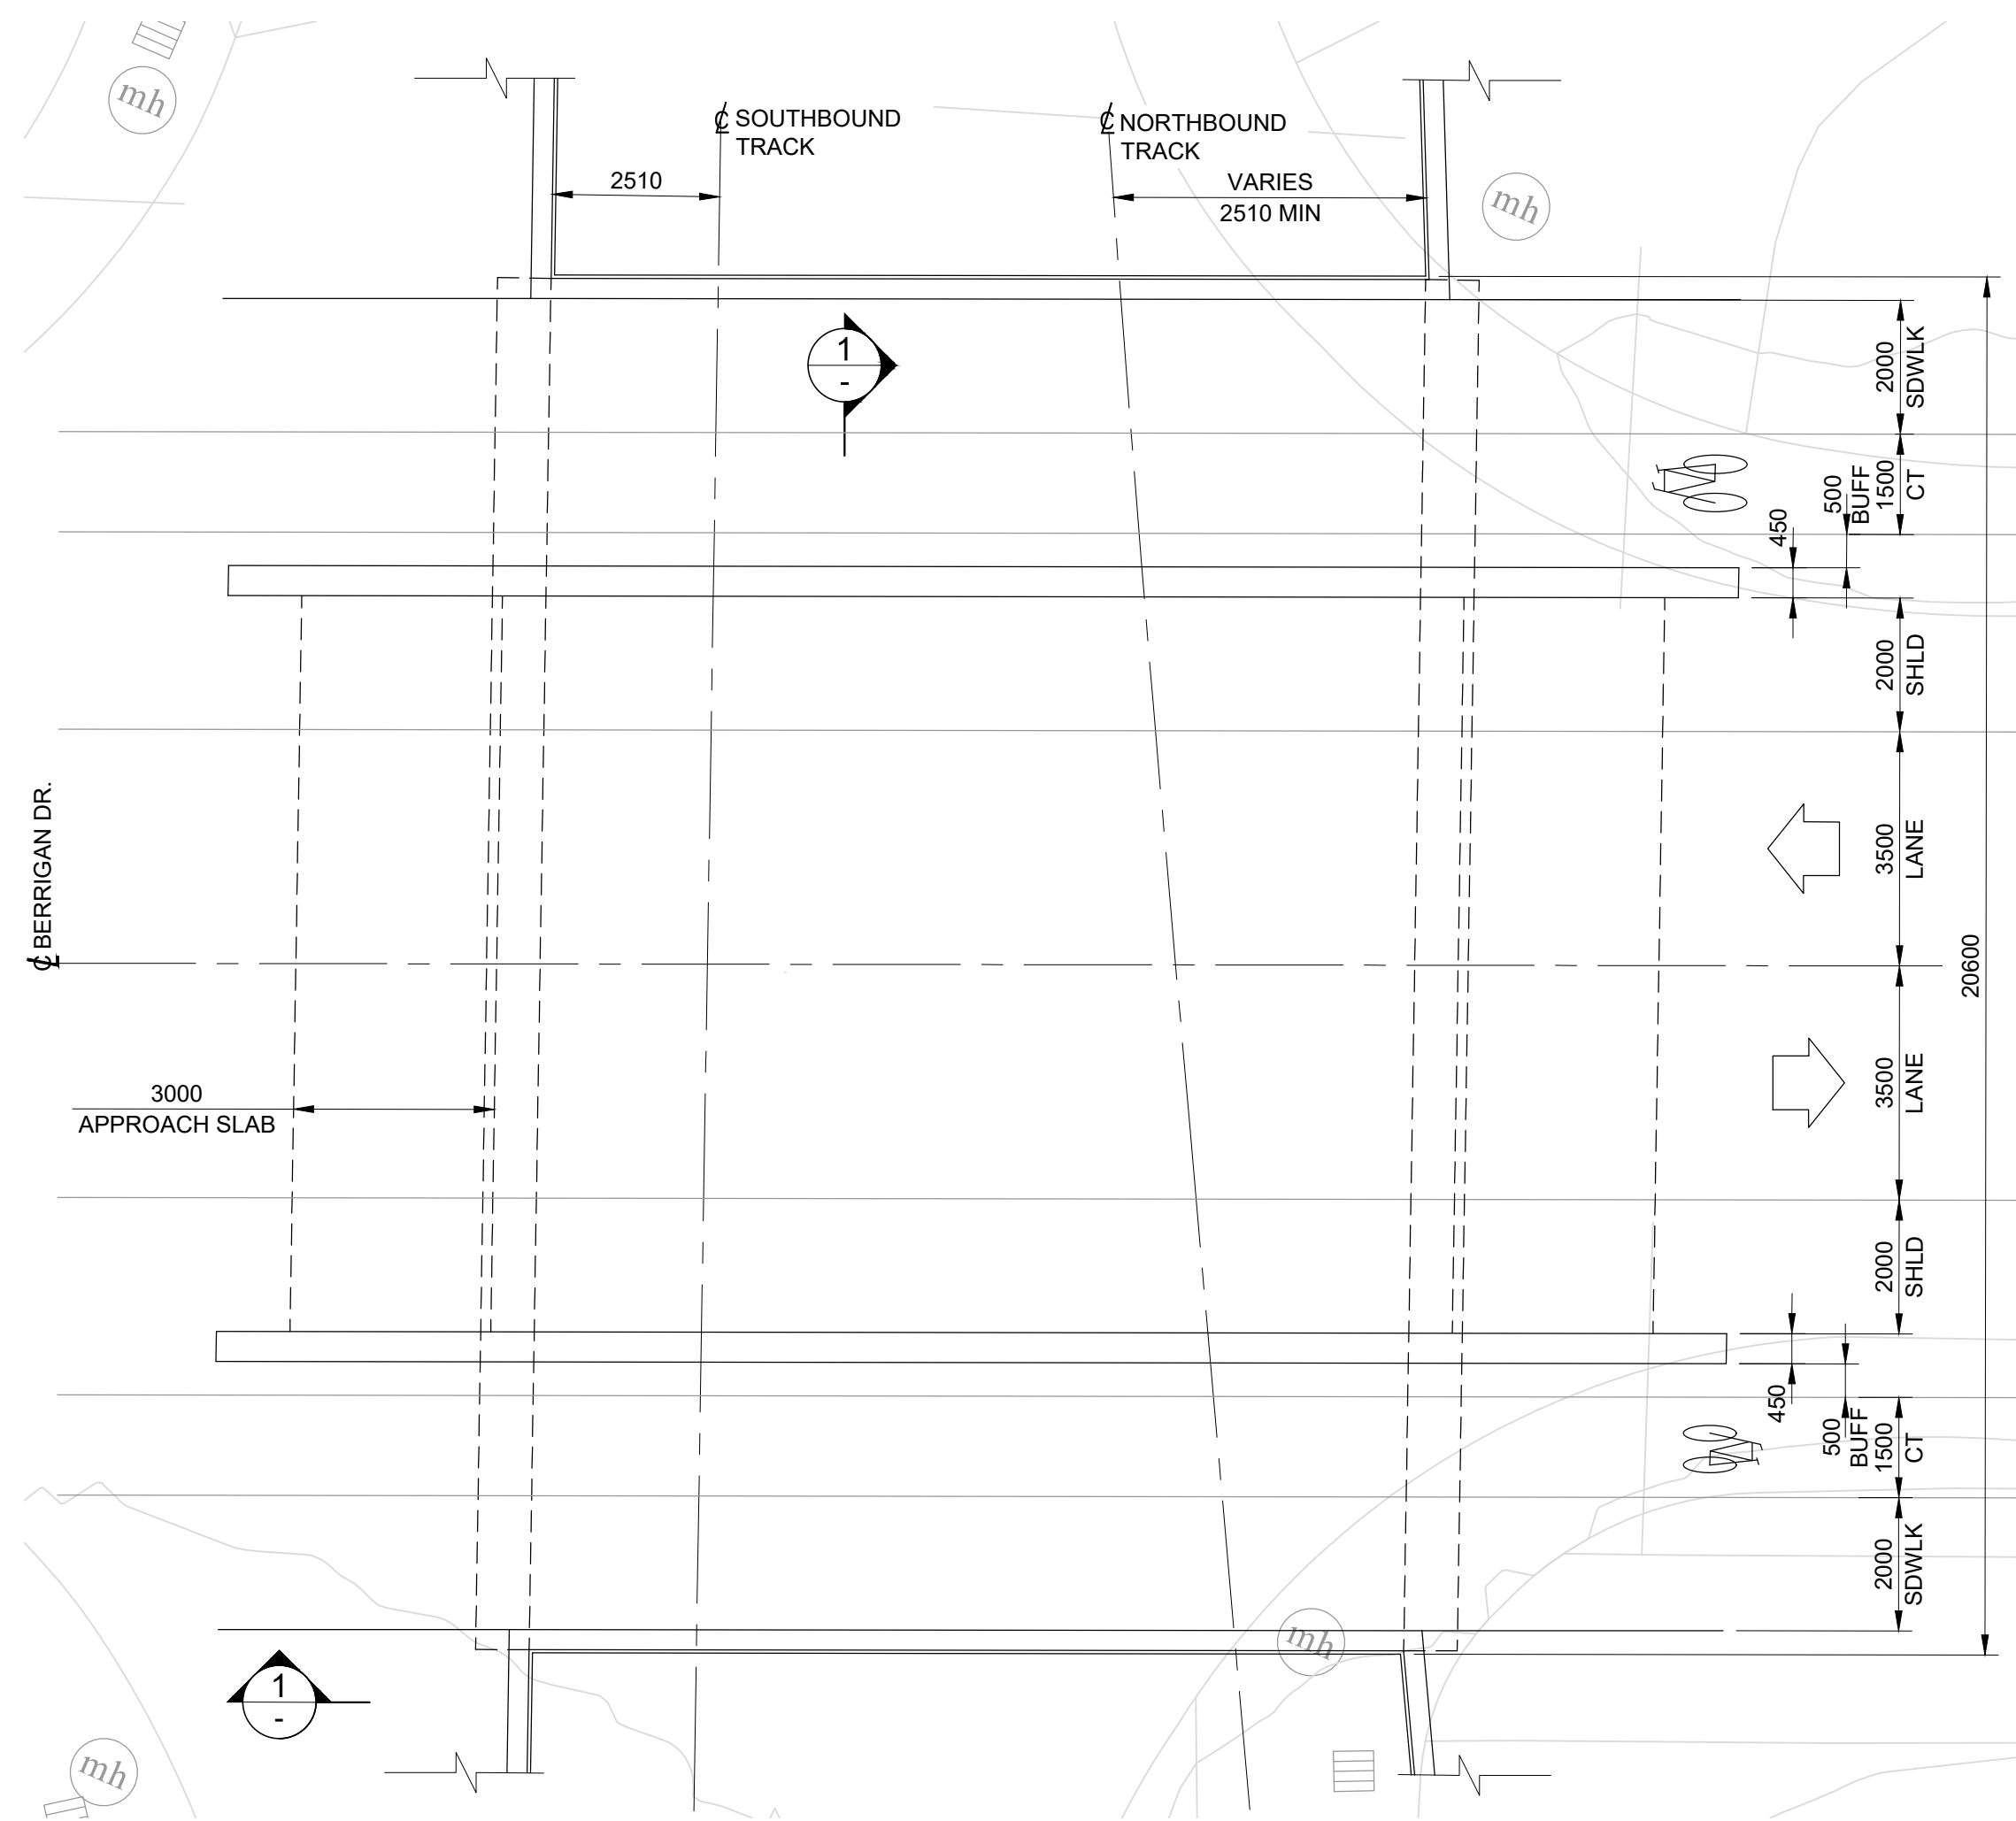 mh
℄ SOUTHBOUND
TRACK
℄ NORTHBOUND
TRACK
2510
VARIES
2510 MIN
mh
1
-
2000
SDWLK
1500
CT
500
BUFF
450
2000
SHLD
3500
LANE
℄ BERRIGAN DR.
20600
3500
LANE
3000
APPROACH SLAB
2000
SHLD
450
500
BUFF
1500
CT
2000
SDWLK
mh
1
-
mh